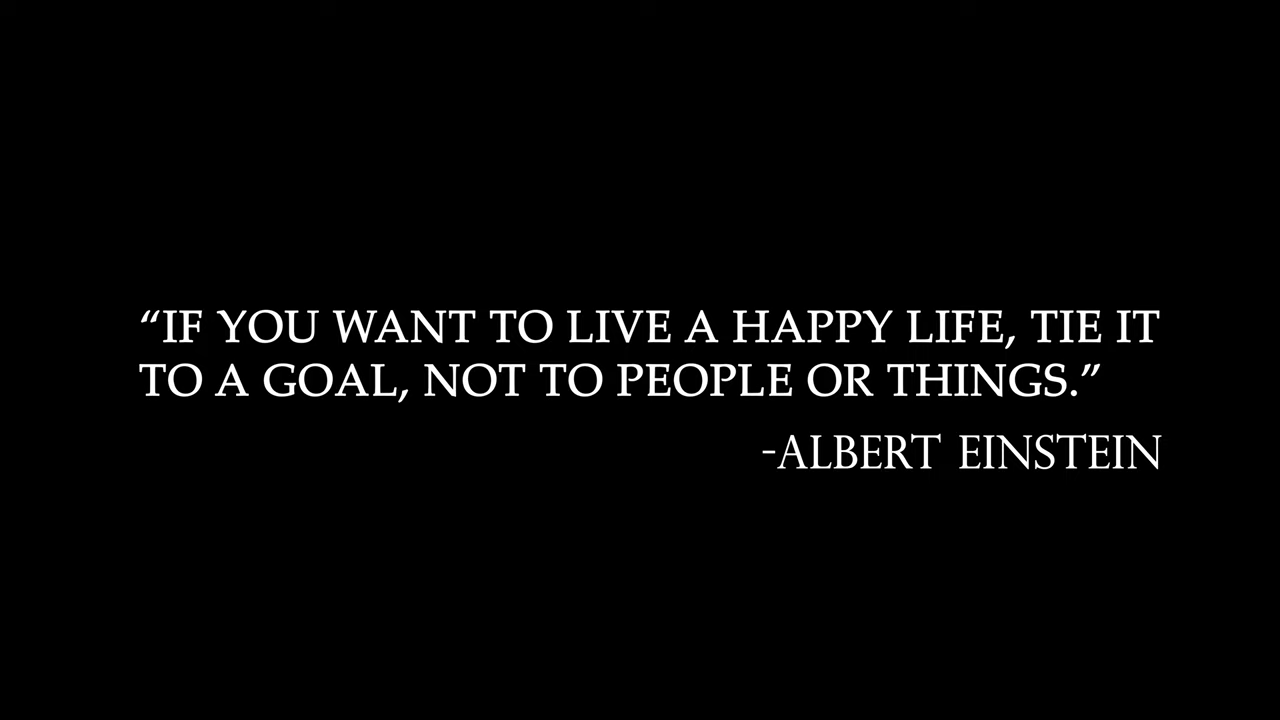 “IF YOU WANT TO LIVE A HAPPY LIFE, TIE IT
TO A GOAL, NOT TO PEOPLE OR THINGS.”
-ALBERT EINSTEIN